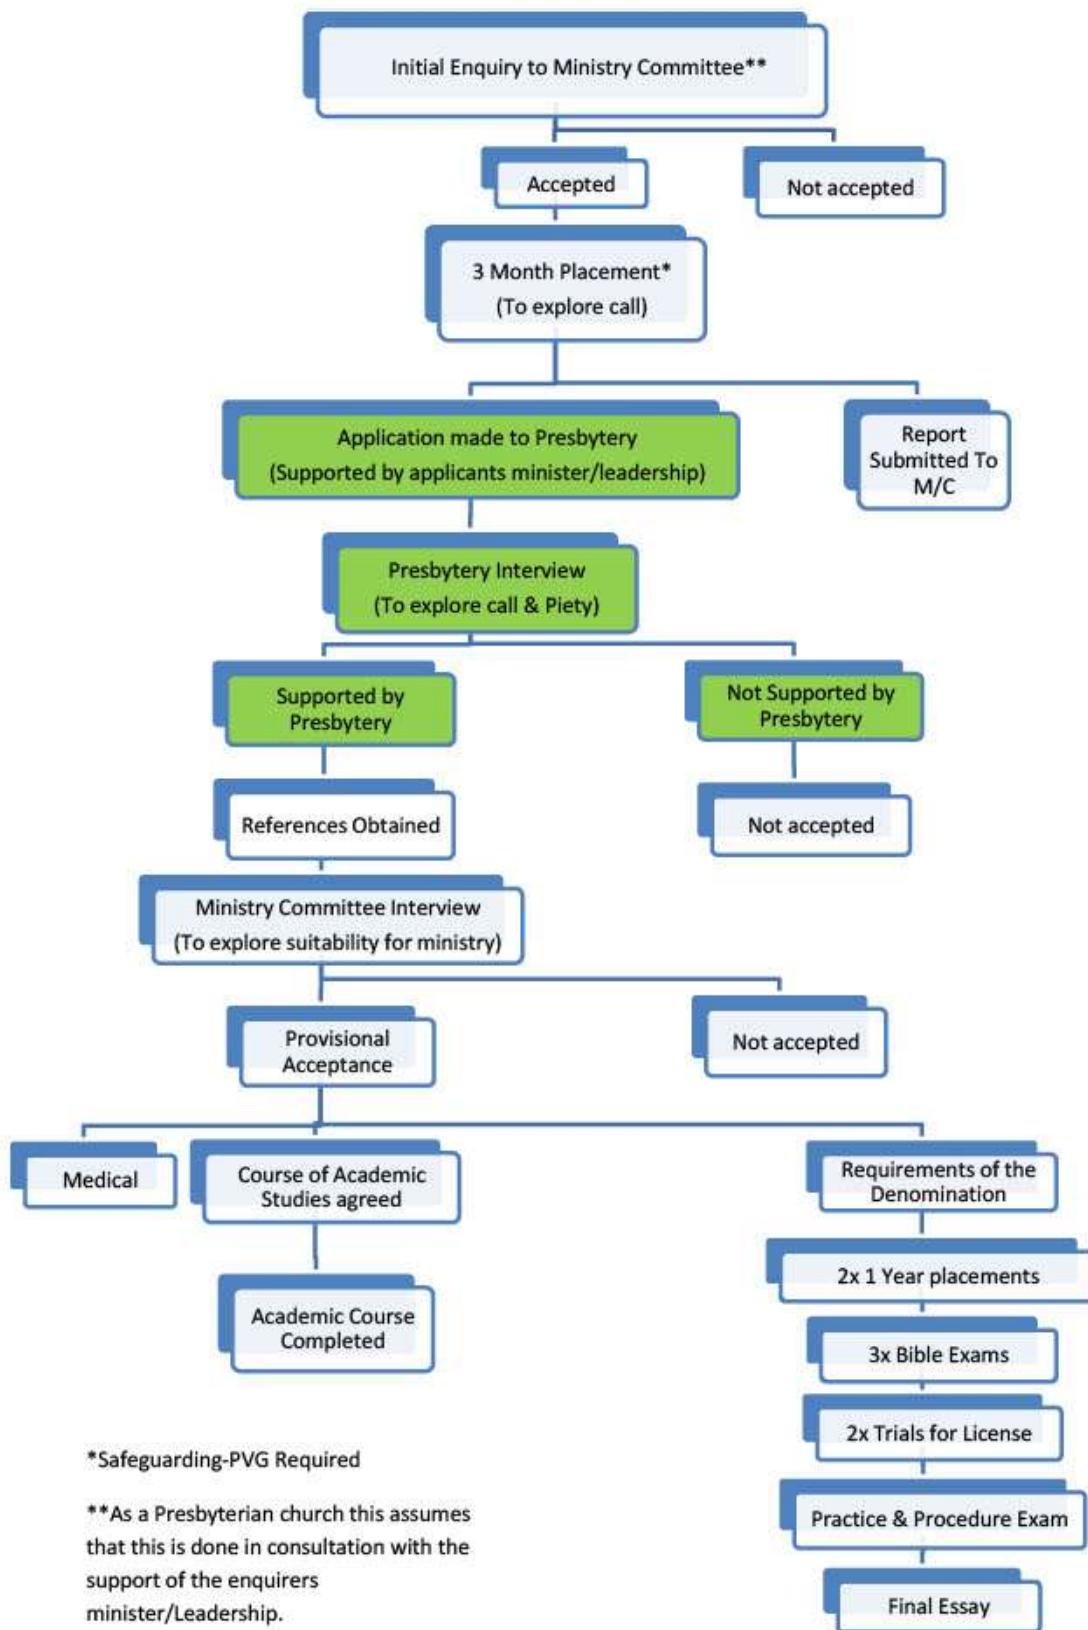 Initial Enquiry to Ministry Committee**
Accepted
Not accepted
3 Month Placement*
(To explore call)
Application made to Presbytery
(Supported by applicants minister/leadership)
Report
Submitted To
M/C
Presbytery Interview
(To explore call & Piety)
Supported by
Presbytery
Not Supported by
Presbytery
References Obtained
Not accepted
Ministry Committee Interview
(To explore suitability for ministry)
Provisional
Acceptance
Not accepted
Medical
Course of Academic
Studies agreed
Requirements of the
Denomination
Academic Course
Completed
2x 1 Year placements
3x Bible Exams
2x Trials for License
Practice & Procedure Exam
Final Essay
*Safeguarding-PVG Required
**As a Presbyterian church this assumes
that this is done in consultation with the
support of the enquirers
minister/Leadership.